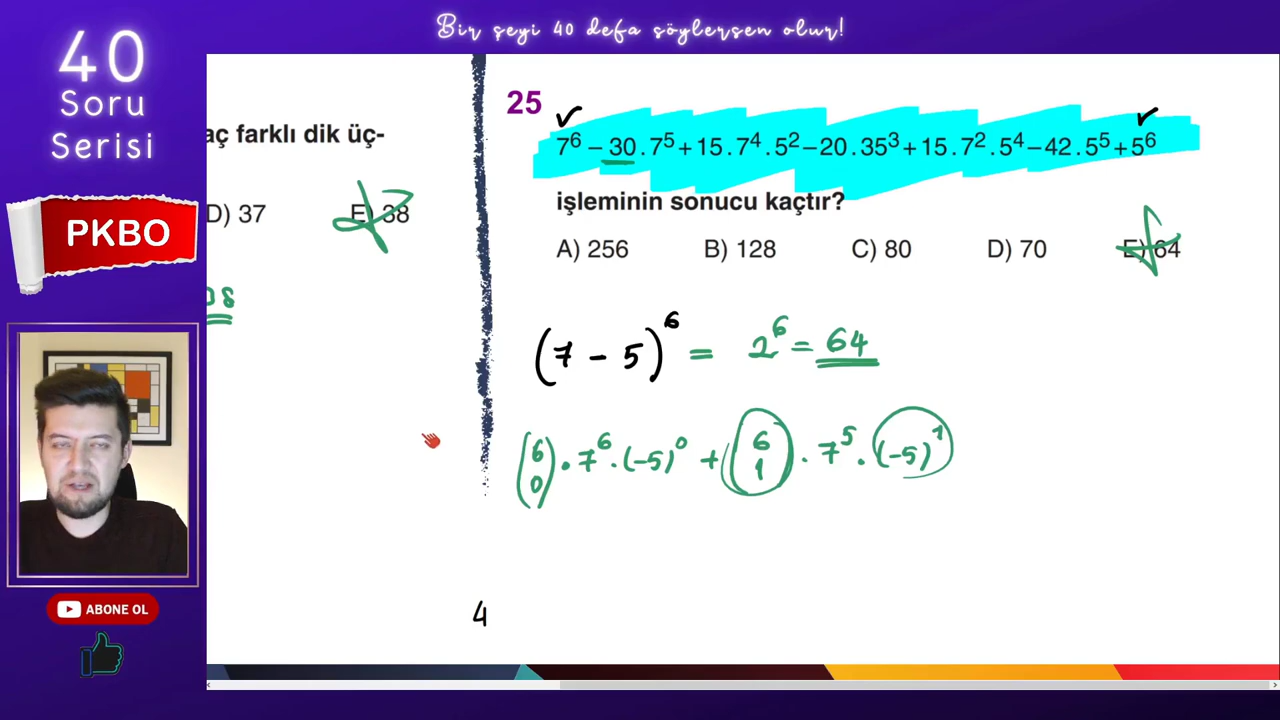 Bir şeyi 40 defa söylersen olur!
40
Soru
Serisi
PKBO
ABONE OL
aç farklı dik üç-
D) 37 E) 38
08
25
7⁶ – 30 . 7⁵ + 15 . 7⁴ . 5² – 20 . 35³ + 15 . 7² . 5⁴ – 42 . 5⁵ + 5⁶
işleminin sonucu kaçtır?
A) 256 B) 128 C) 80 D) 70 E) 64
(7 – 5)⁶ = 2⁶ = 64
(6 0) . 7⁶ . (–5)⁰ + (6 1) . 7⁵ . (–5)¹
4